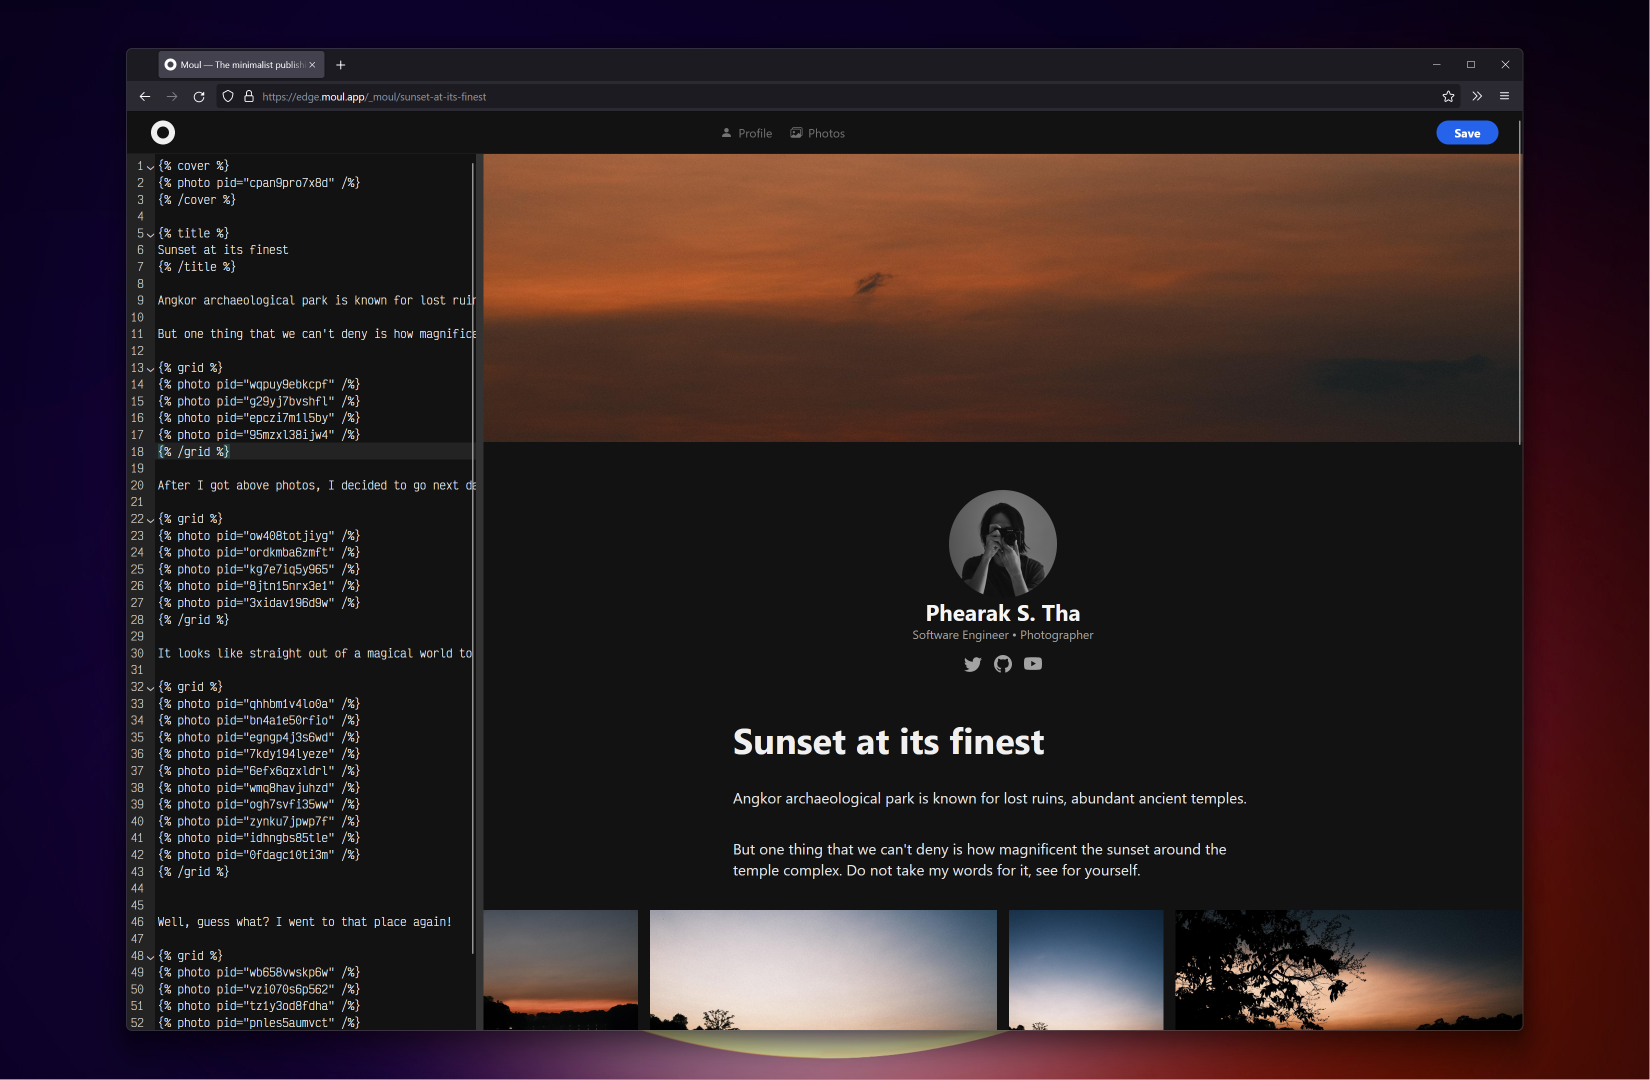 Moul — The minimalist publishi
https://edge.moul.app/_moul/sunset-at-its-finest
Profile
Photos
Save
1 {% cover %}
2 {% photo pid="cpan9pro7x8d" /%}
3 {% /cover %}
4
5 {% title %}
6 Sunset at its finest
7 {% /title %}
8
9 Angkor archaeological park is known for lost ruin
10
11 But one thing that we can't deny is how magnifice
12
13 {% grid %}
14 {% photo pid="wqpuy9ebkcpf" /%}
15 {% photo pid="g29yj7bvshfl" /%}
16 {% photo pid="epczi7m1l5by" /%}
17 {% photo pid="95mzxl38ijw4" /%}
18 {% /grid %}
19
20 After I got above photos, I decided to go next da
21
22 {% grid %}
23 {% photo pid="ow408totjiyg" /%}
24 {% photo pid="ordkmba6zmft" /%}
25 {% photo pid="kg7e7iq5y965" /%}
26 {% photo pid="8jtn15nrx3e1" /%}
27 {% photo pid="3xidav196d9w" /%}
28 {% /grid %}
29
30 It looks like straight out of a magical world to
31
32 {% grid %}
33 {% photo pid="qhhbm1v4lo0a" /%}
34 {% photo pid="bn4a1e50rfio" /%}
35 {% photo pid="egngp4j3s6wd" /%}
36 {% photo pid="7kdy194lyeze" /%}
37 {% photo pid="6efx6qzxldrl" /%}
38 {% photo pid="wmq8havjuhzd" /%}
39 {% photo pid="ogh7svfi35ww" /%}
40 {% photo pid="zynku7jpwp7f" /%}
41 {% photo pid="idhngbs85tle" /%}
42 {% photo pid="0fdagc10ti3m" /%}
43 {% /grid %}
44
45
46 Well, guess what? I went to that place again!
47
48 {% grid %}
49 {% photo pid="wb658vwskp6w" /%}
50 {% photo pid="vzi070s6p562" /%}
51 {% photo pid="tz1y3od8fdha" /%}
52 {% photo pid="pnles5aumvct" /%}
Phearak S. Tha
Software Engineer • Photographer
Sunset at its finest
Angkor archaeological park is known for lost ruins, abundant ancient temples.
But one thing that we can't deny is how magnificent the sunset around the
temple complex. Do not take my words for it, see for yourself.